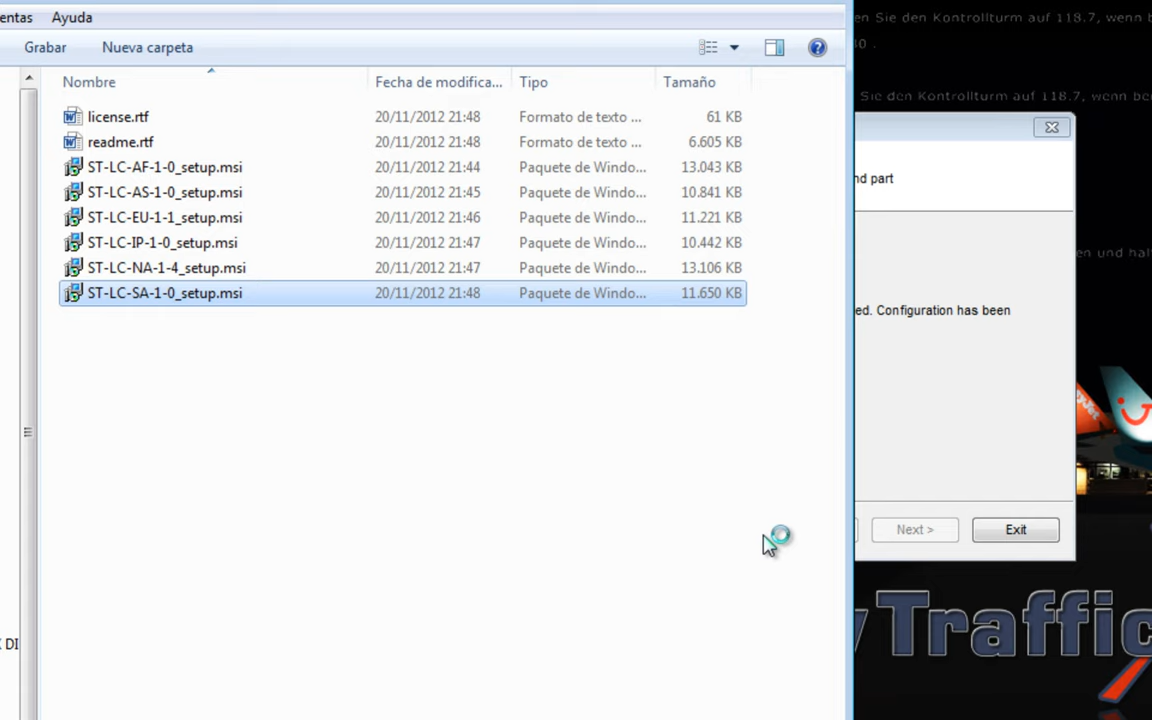 entas Ayuda
Grabar Nueva carpeta
Nombre Fecha de modifica... Tipo Tamaño
license.rtf 20/11/2012 21:48 Formato de texto ... 61 KB
readme.rtf 20/11/2012 21:48 Formato de texto ... 6.605 KB
ST-LC-AF-1-0_setup.msi 20/11/2012 21:44 Paquete de Windo... 13.043 KB
ST-LC-AS-1-0_setup.msi 20/11/2012 21:45 Paquete de Windo... 10.841 KB
ST-LC-EU-1-1_setup.msi 20/11/2012 21:46 Paquete de Windo... 11.221 KB
ST-LC-IP-1-0_setup.msi 20/11/2012 21:47 Paquete de Windo... 10.442 KB
ST-LC-NA-1-4_setup.msi 20/11/2012 21:47 Paquete de Windo... 13.106 KB
ST-LC-SA-1-0_setup.msi 20/11/2012 21:48 Paquete de Windo... 11.650 KB
DI
en Sie den Kontrollturm auf 118.7, wenn b
Sie den Kontrollturm auf 118.7, wenn be
nd part
en und hal
ed. Configuration has been
Next > Exit
yTraffic